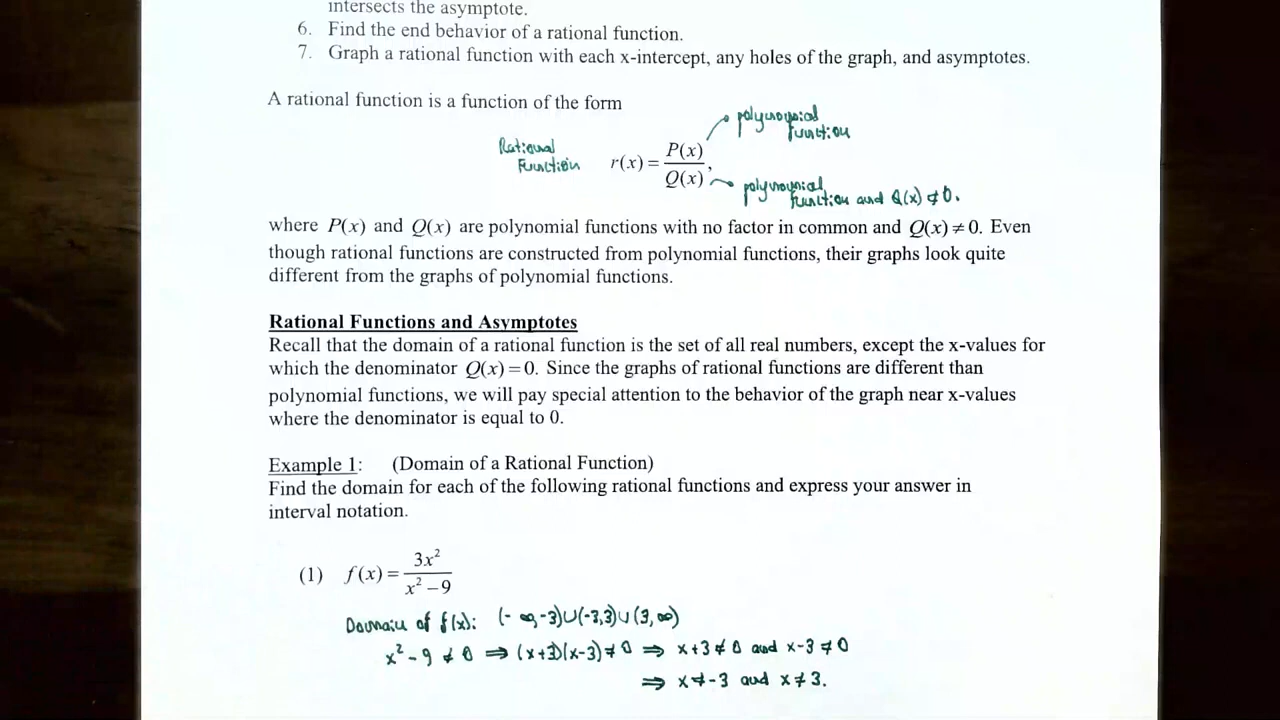 intersects the asymptote.
6. Find the end behavior of a rational function.
7. Graph a rational function with each x-intercept, any holes of the graph, and asymptotes.
A rational function is a function of the form
polynomial
function
Rational
Function
r(x) = P(x)/Q(x),
polynomial
function and Q(x) ≠ 0.
where P(x) and Q(x) are polynomial functions with no factor in common and Q(x) ≠ 0. Even
though rational functions are constructed from polynomial functions, their graphs look quite
different from the graphs of polynomial functions.
Rational Functions and Asymptotes
Recall that the domain of a rational function is the set of all real numbers, except the x-values for
which the denominator Q(x) = 0. Since the graphs of rational functions are different than
polynomial functions, we will pay special attention to the behavior of the graph near x-values
where the denominator is equal to 0.
Example 1: (Domain of a Rational Function)
Find the domain for each of the following rational functions and express your answer in
interval notation.
(1) f(x) = 3x²/x² − 9
Domain of f(x): (-∞,-3)∪(-3,3)∪(3,∞)
x² - 9 ≠ 0 ⇒ (x+3)(x-3) ≠ 0 ⇒ x+3 ≠ 0 and x-3 ≠ 0
⇒ x ≠ -3 and x ≠ 3.